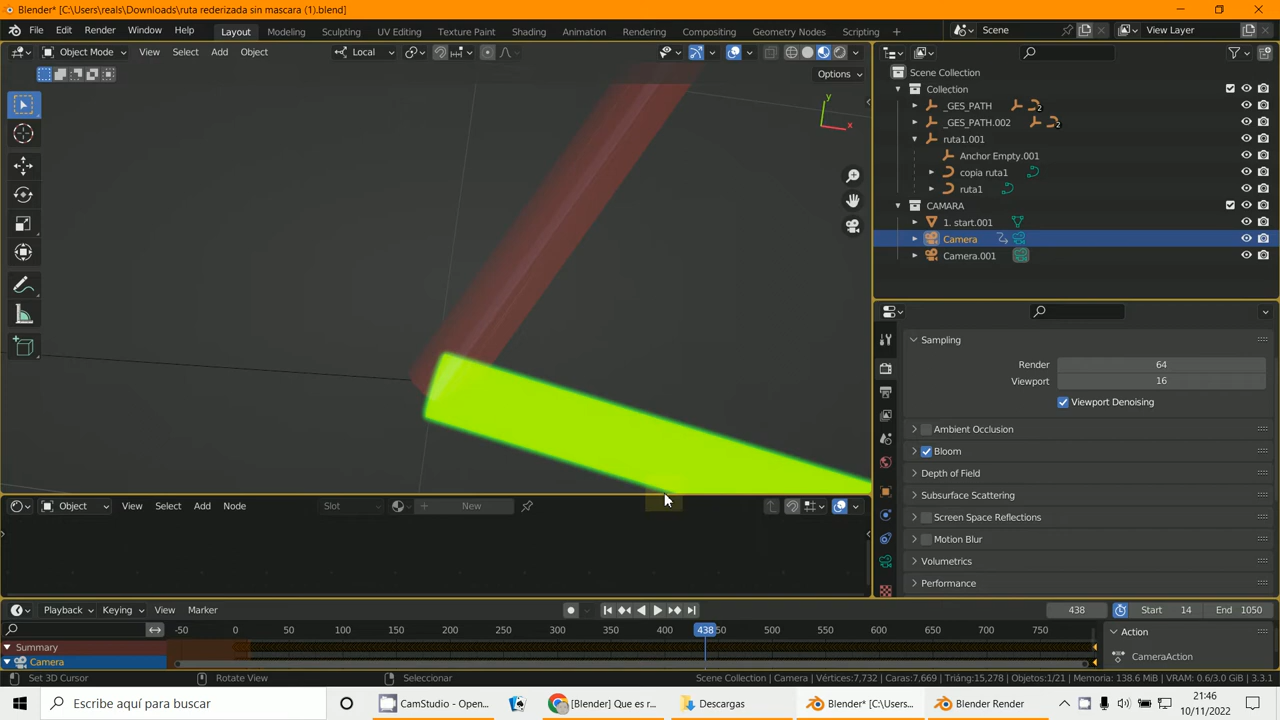 Blender* [C:\Users\reals\Downloads\ruta rederizada sin mascara (1).blend]
File Edit Render Window Help Layout Modeling Sculpting UV Editing Texture Paint Shading Animation Rendering Compositing Geometry Nodes Scripting + Scene View Layer
Object Mode View Select Add Object Local
Options
y
x
Scene Collection
Collection
_GES_PATH 2
_GES_PATH.002 2
ruta1.001
Anchor Empty.001
copia ruta1
ruta1
CAMARA
1. start.001
Camera
Camera.001
Sampling
Render 64
Viewport 16
Viewport Denoising
Ambient Occlusion
Bloom
Depth of Field
Subsurface Scattering
Screen Space Reflections
Motion Blur
Volumetrics
Performance
Object View Select Add Node Slot New
Playback Keying View Marker 438 Start 14 End 1050
-50 0 50 100 150 200 250 300 350 400 438 50 500 550 600 650 700 750
Summary
Camera
Action
CameraAction
Set 3D Cursor Rotate View Seleccionar Scene Collection | Camera | Vértices:7,732 | Caras:7,669 | Triáng:15,278 | Objetos:1/21 | Memoria: 138.6 MiB | VRAM: 0.6/3.0 GiB | 3.3.1
Escribe aquí para buscar CamStudio - Open... [Blender] Que es r... Descargas Blender* [C:\Users... Blender Render
21:46
10/11/2022